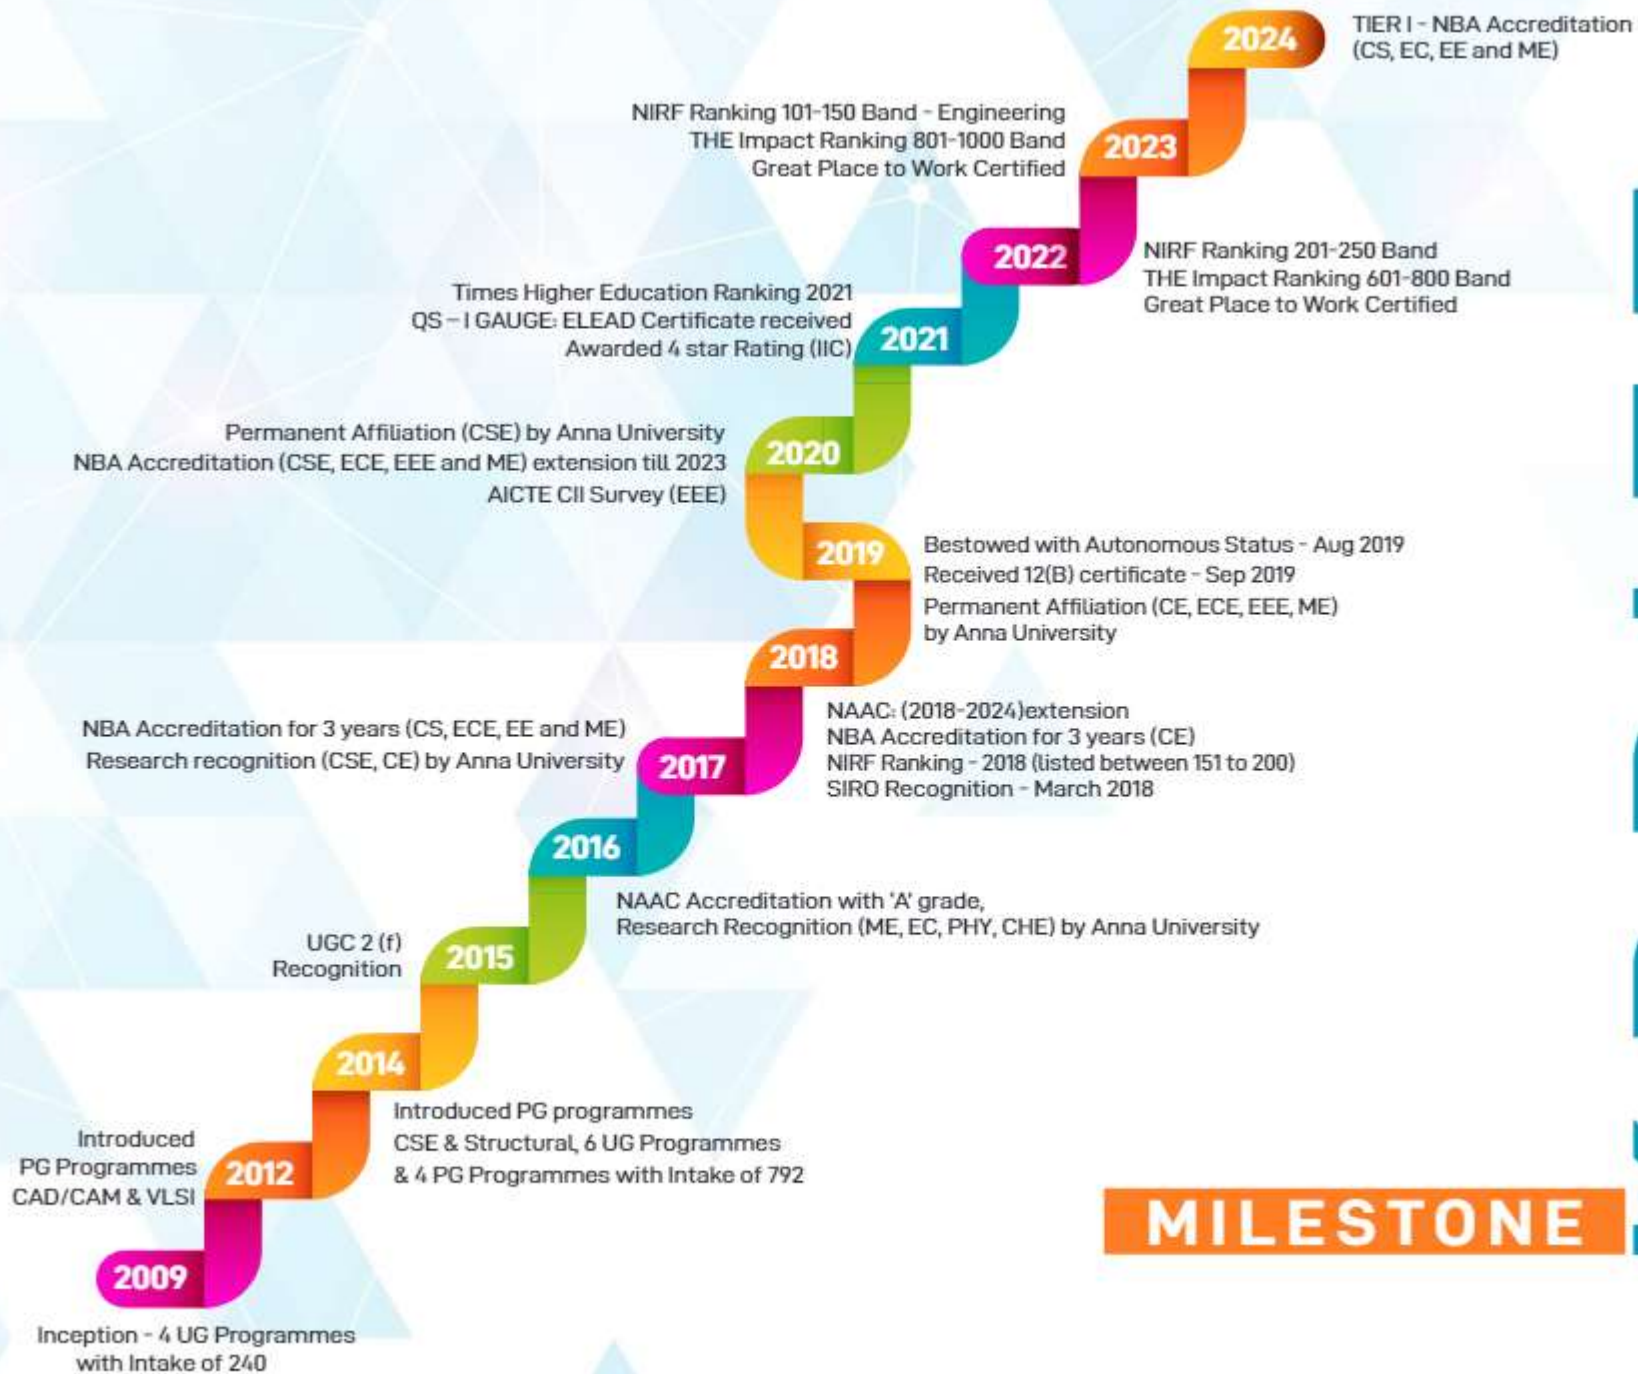 2024
TIER I - NBA Accreditation
(CS, EC, EE and ME)
NIRF Ranking 101-150 Band - Engineering
THE Impact Ranking 801-1000 Band
Great Place to Work Certified
2023
2022
NIRF Ranking 201-250 Band
THE Impact Ranking 601-800 Band
Great Place to Work Certified
Times Higher Education Ranking 2021
QS – I GAUGE: ELEAD Certificate received
Awarded 4 star Rating (IIC)
2021
Permanent Affiliation (CSE) by Anna University
NBA Accreditation (CSE, ECE, EEE and ME) extension till 2023
AICTE CII Survey (EEE)
2020
2019
Bestowed with Autonomous Status - Aug 2019
Received 12(B) certificate - Sep 2019
Permanent Affiliation (CE, ECE, EEE, ME)
by Anna University
2018
NAAC: (2018-2024)extension
NBA Accreditation for 3 years (CE)
NIRF Ranking - 2018 (listed between 151 to 200)
SIRO Recognition - March 2018
NBA Accreditation for 3 years (CS, ECE, EE and ME)
Research recognition (CSE, CE) by Anna University
2017
2016
NAAC Accreditation with 'A' grade,
Research Recognition (ME, EC, PHY, CHE) by Anna University
UGC 2 (f)
Recognition
2015
2014
Introduced PG programmes
CSE & Structural, 6 UG Programmes
& 4 PG Programmes with Intake of 792
Introduced
PG Programmes
CAD/CAM & VLSI
2012
MILESTONE
2009
Inception - 4 UG Programmes
with Intake of 240